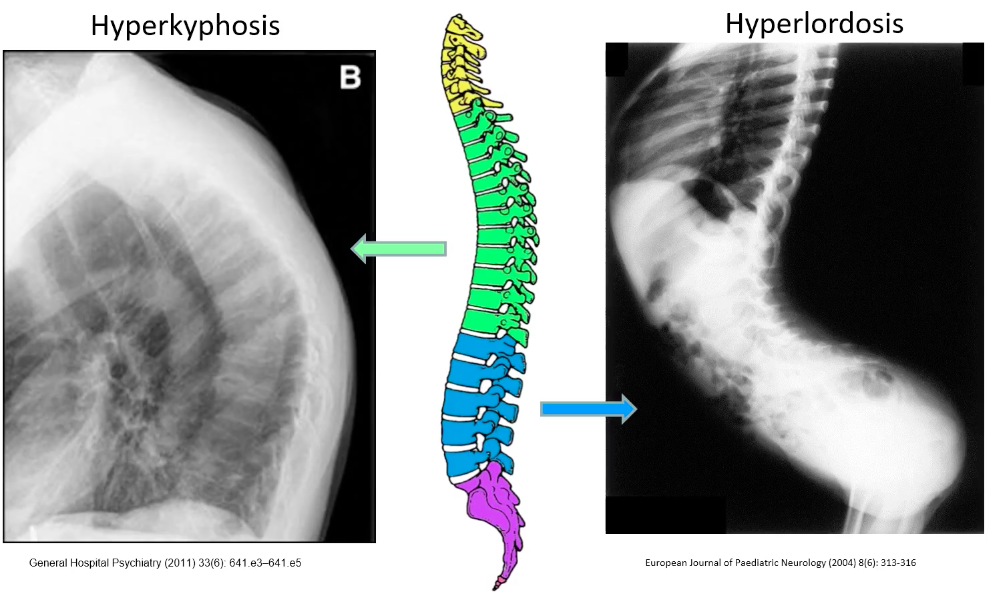 Hyperkyphosis
Hyperlordosis
B
General Hospital Psychiatry (2011) 33(6): 641.e3–641.e5
European Journal of Paediatric Neurology (2004) 8(6): 313-316